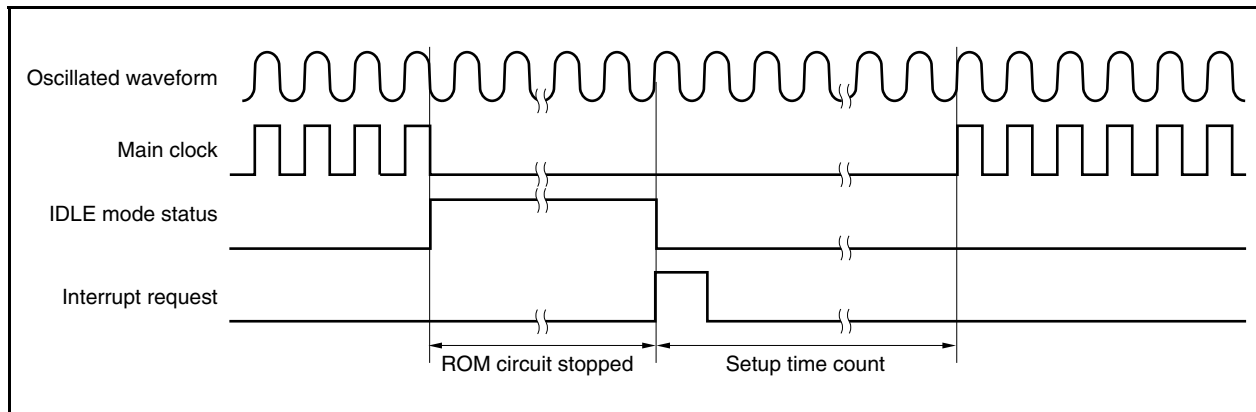 Oscillated waveform
Main clock
IDLE mode status
Interrupt request
ROM circuit stopped
Setup time count